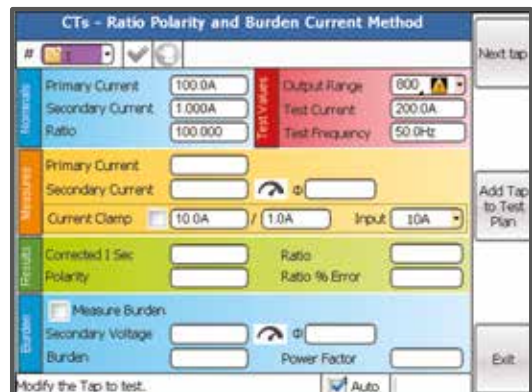 CTs - Ratio Polarity and Burden Current Method
# 1
Next tap
Nominals
Primary Current 100.0A
Secondary Current 1.000A
Ratio 100.000
Test Values
Output Range 800
Test Current 200.0A
Test Frequency 50.0Hz
Measures
Primary Current
Secondary Current Φ
Current Clamp 10.0A / 1.0A Input 10A
Add Tap to Test Plan
Results
Corrected I Sec Ratio
Polarity Ratio % Error
Burden
Measure Burden
Secondary Voltage Φ
Burden Power Factor
Exit
Modify the Tap to test. Auto